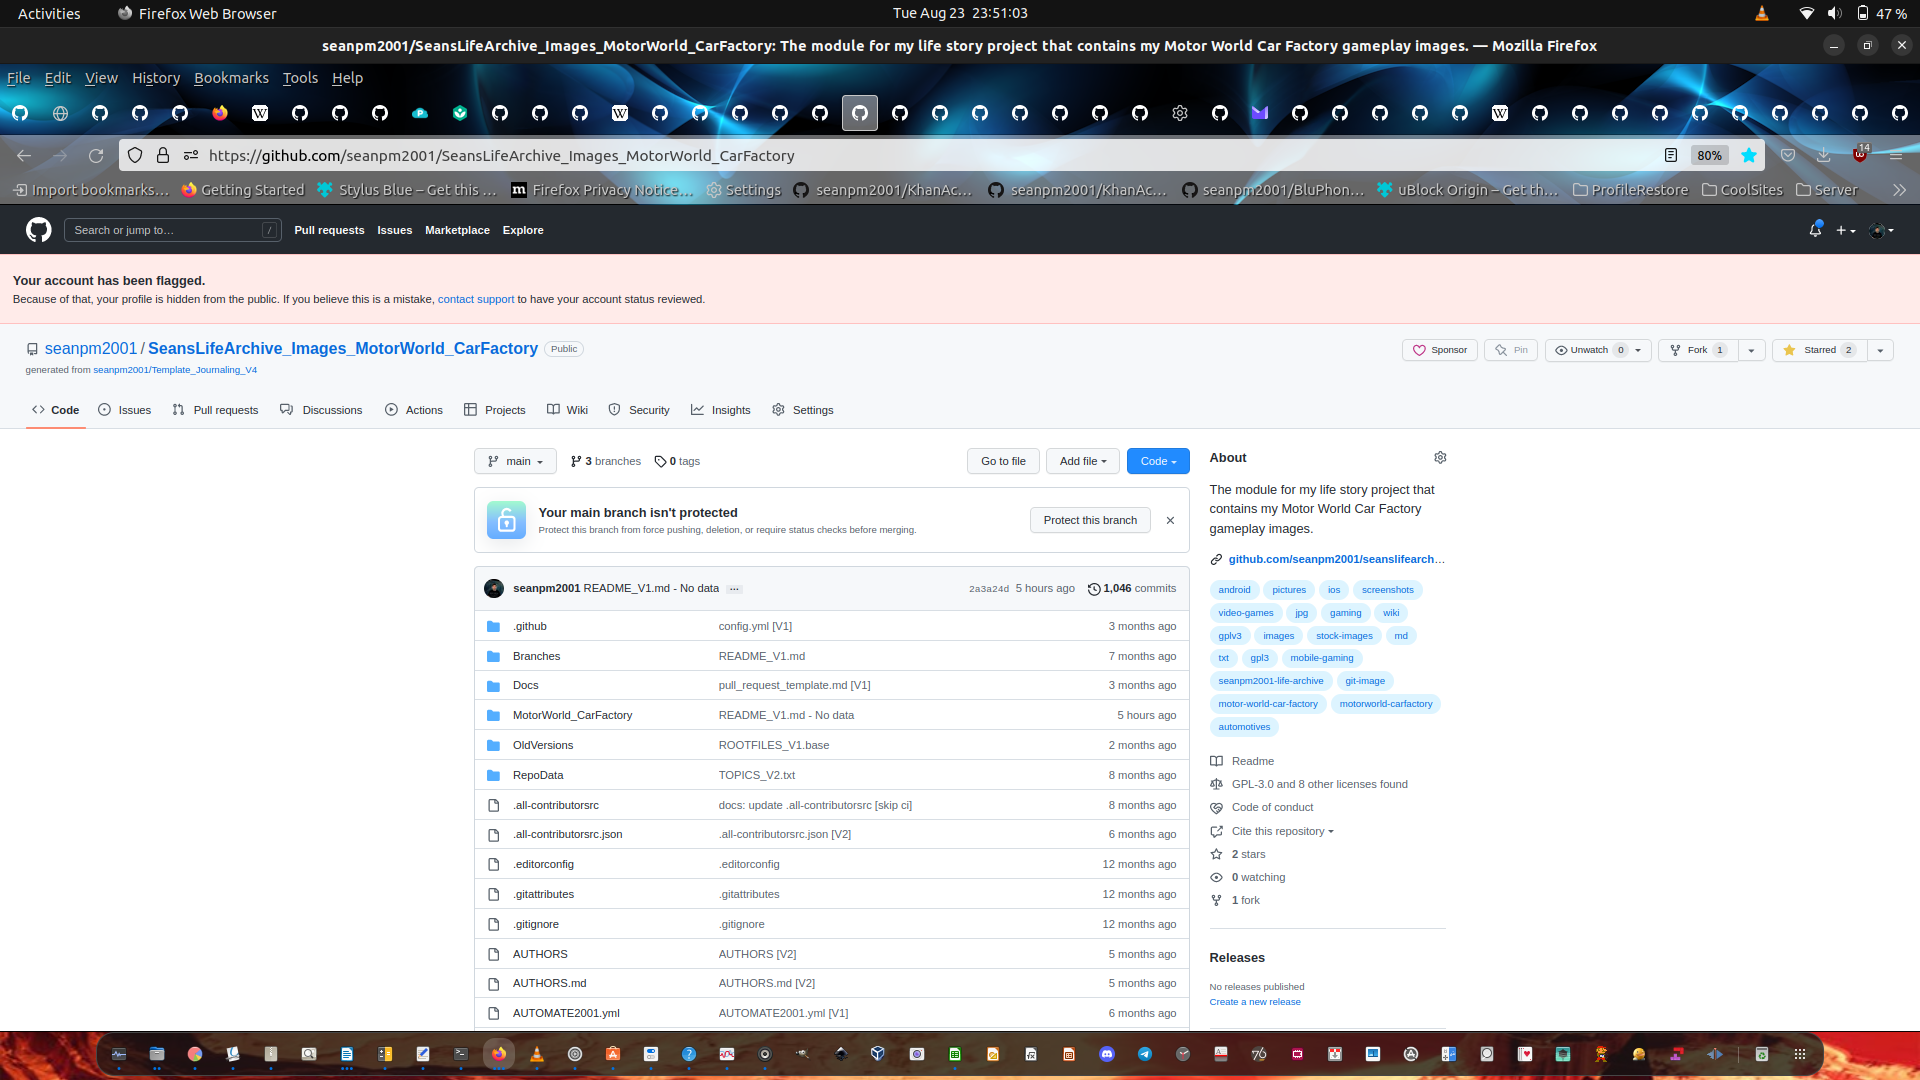 Activities Firefox Web Browser Tue Aug 23 23:51:03 47 %
seanpm2001/SeansLifeArchive_Images_MotorWorld_CarFactory: The module for my life story project that contains my Motor World Car Factory gameplay images. — Mozilla Firefox
File Edit View History Bookmarks Tools Help
https://github.com/seanpm2001/SeansLifeArchive_Images_MotorWorld_CarFactory 80% 14
Import bookmarks… Getting Started Stylus Blue – Get this … Firefox Privacy Notice… Settings seanpm2001/KhanAc… seanpm2001/KhanAc… seanpm2001/BluPhon… uBlock Origin – Get th… ProfileRestore CoolSites Server
Search or jump to… / Pull requests Issues Marketplace Explore
Your account has been flagged.
Because of that, your profile is hidden from the public. If you believe this is a mistake, contact support to have your account status reviewed.
seanpm2001 / SeansLifeArchive_Images_MotorWorld_CarFactory Public Sponsor Pin Unwatch 0 Fork 1 Starred 2
generated from seanpm2001/Template_Journaling_V4
Code Issues Pull requests Discussions Actions Projects Wiki Security Insights Settings
main 3 branches 0 tags Go to file Add file Code
Your main branch isn't protected
Protect this branch from force pushing, deletion, or require status checks before merging.
Protect this branch
seanpm2001 README_V1.md - No data … 2a3a24d 5 hours ago 1,046 commits
.github config.yml [V1] 3 months ago
Branches README_V1.md 7 months ago
Docs pull_request_template.md [V1] 3 months ago
MotorWorld_CarFactory README_V1.md - No data 5 hours ago
OldVersions ROOTFILES_V1.base 2 months ago
RepoData TOPICS_V2.txt 8 months ago
.all-contributorsrc docs: update .all-contributorsrc [skip ci] 8 months ago
.all-contributorsrc.json .all-contributorsrc.json [V2] 6 months ago
.editorconfig .editorconfig 12 months ago
.gitattributes .gitattributes 12 months ago
.gitignore .gitignore 12 months ago
AUTHORS AUTHORS [V2] 5 months ago
AUTHORS.md AUTHORS.md [V2] 5 months ago
AUTOMATE2001.yml AUTOMATE2001.yml [V1] 6 months ago
About
The module for my life story project that
contains my Motor World Car Factory
gameplay images.
github.com/seanpm2001/seanslifearch…
android pictures ios screenshots
video-games jpg gaming wiki
gplv3 images stock-images md
txt gpl3 mobile-gaming
seanpm2001-life-archive git-image
motor-world-car-factory motorworld-carfactory
automotives
Readme
GPL-3.0 and 8 other licenses found
Code of conduct
Cite this repository
2 stars
0 watching
1 fork
Releases
No releases published
Create a new release